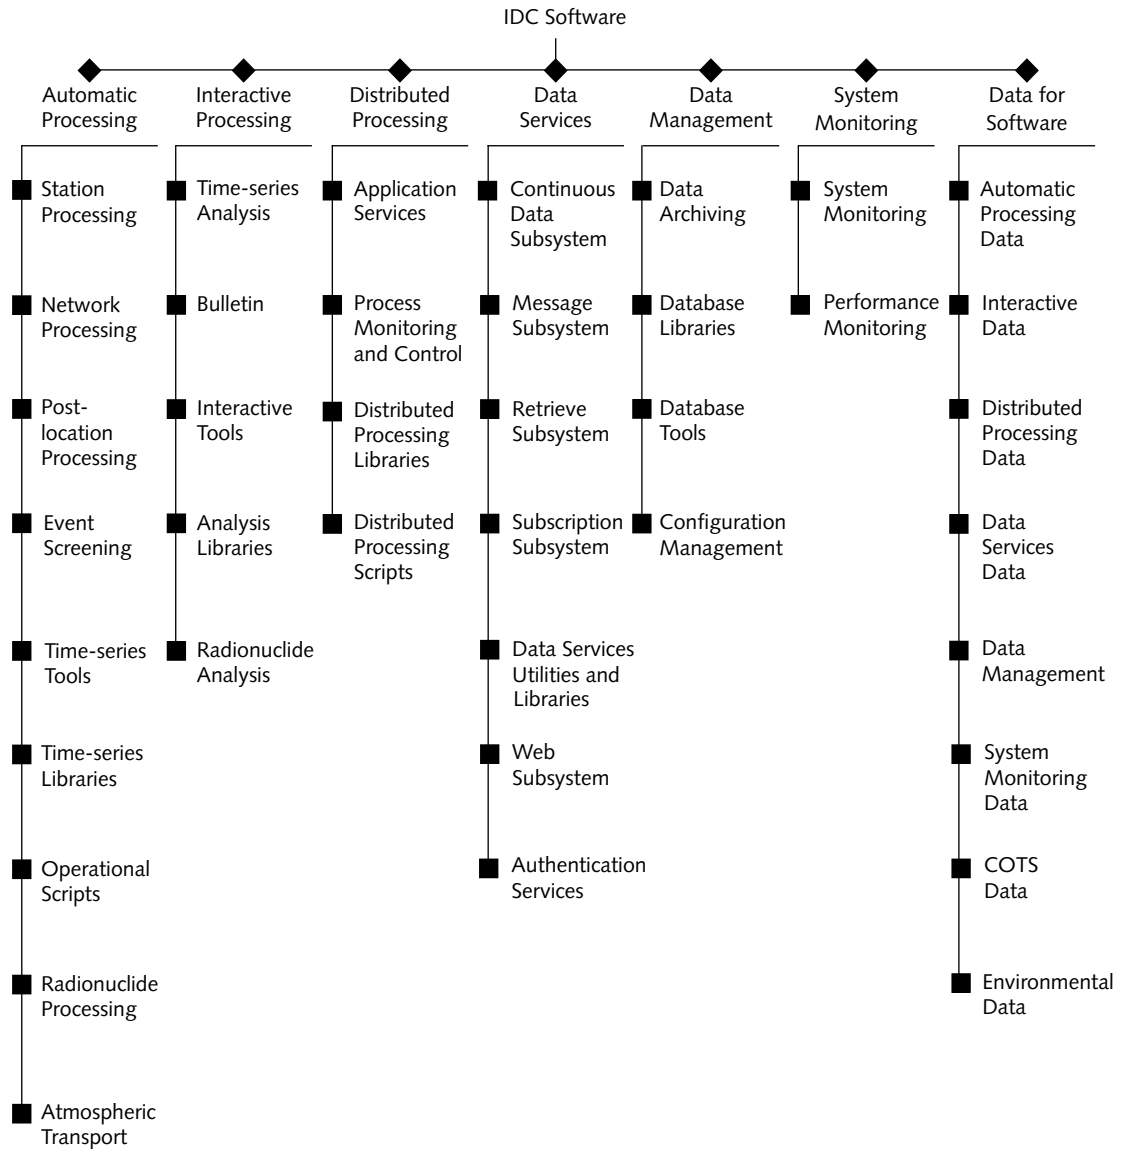 IDC Software
Automatic
Processing
Interactive
Processing
Distributed
Processing
Data
Services
Data
Management
System
Monitoring
Data for
Software
Station
Processing
Network
Processing
Post-
location
Processing
Event
Screening
Time-series
Tools
Time-series
Libraries
Operational
Scripts
Radionuclide
Processing
Atmospheric
Transport
Time-series
Analysis
Bulletin
Interactive
Tools
Analysis
Libraries
Radionuclide
Analysis
Application
Services
Process
Monitoring
and Control
Distributed
Processing
Libraries
Distributed
Processing
Scripts
Continuous
Data
Subsystem
Message
Subsystem
Retrieve
Subsystem
Subscription
Subsystem
Data Services
Utilities and
Libraries
Web
Subsystem
Authentication
Services
Data
Archiving
Database
Libraries
Database
Tools
Configuration
Management
System
Monitoring
Performance
Monitoring
Automatic
Processing
Data
Interactive
Data
Distributed
Processing
Data
Data
Services
Data
Data
Management
System
Monitoring
Data
COTS
Data
Environmental
Data